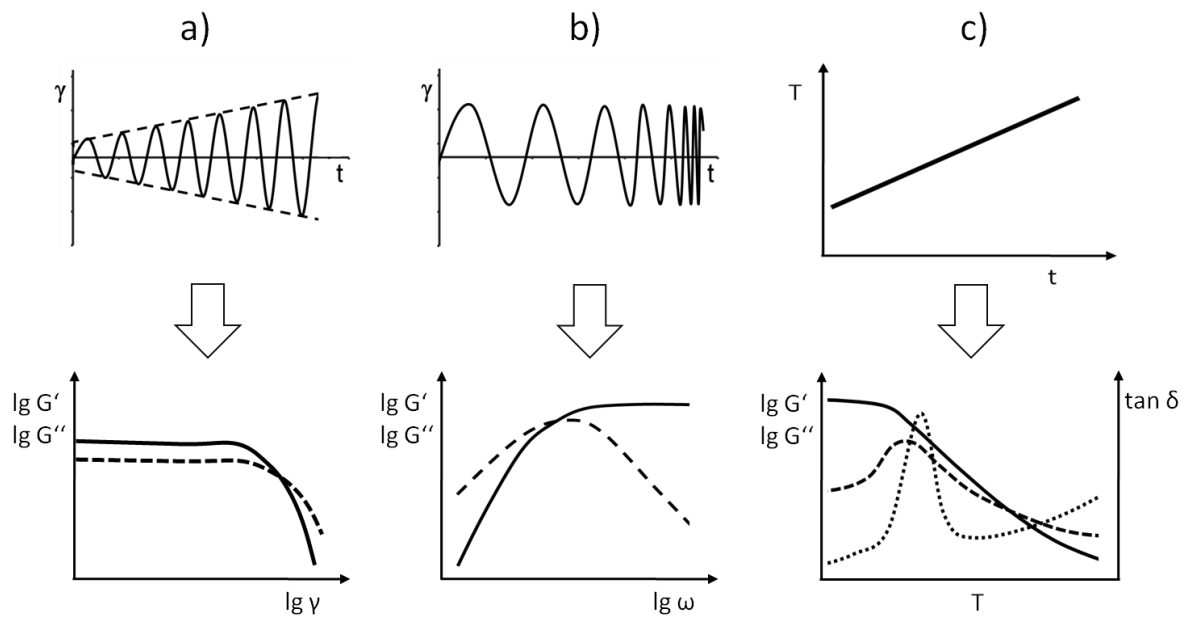 a)
b)
c)
γ
t
γ
t
T
t
lg G‘
lg G‘‘
lg γ
lg G‘
lg G‘‘
lg ω
lg G‘
lg G‘‘
tan δ
T